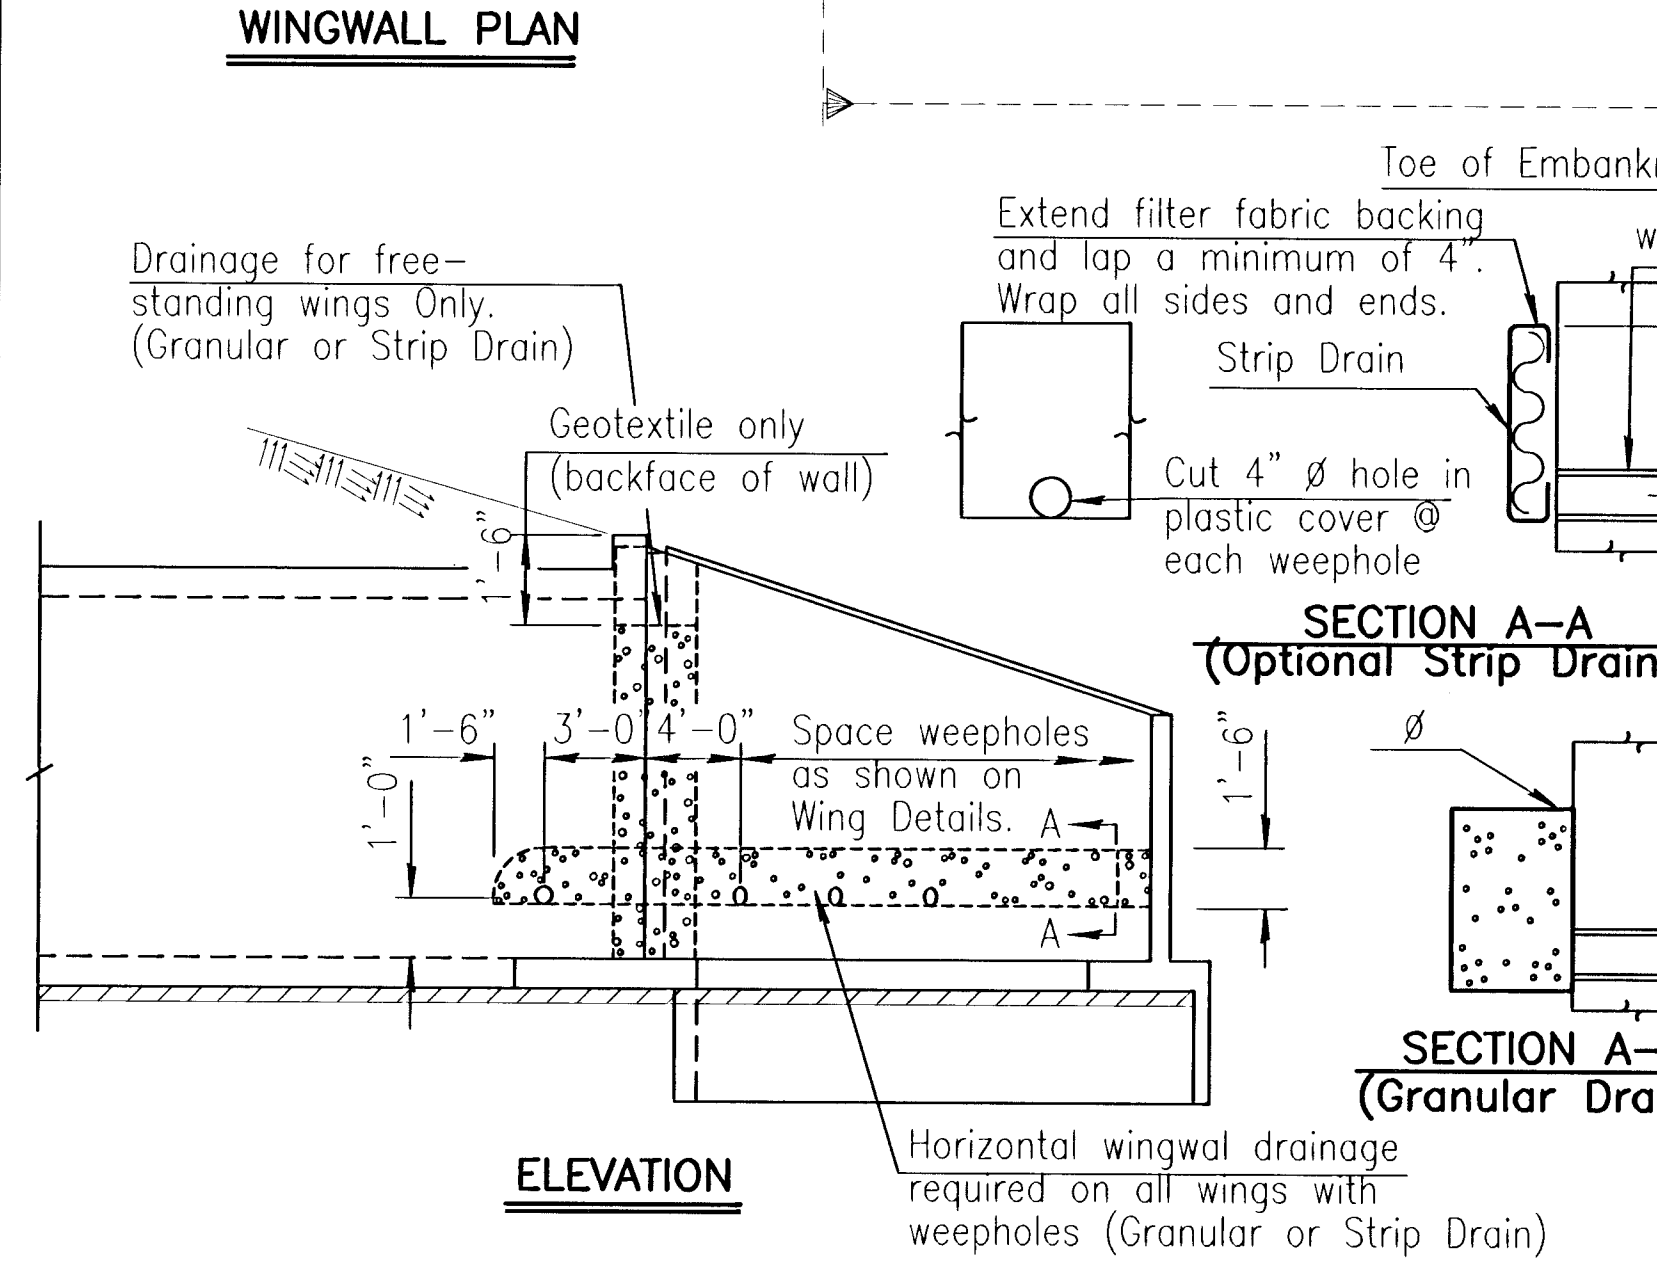 WINGWALL PLAN
Toe of
Extend filter fabric backing
and lap a minimum of 4".
Wrap all sides and ends.
Drainage for free-
standing wings Only.
(Granular or Strip Drain)
Strip Drain
Geotextile only
(backface of wall)
Cut 4" Ø hole in
plastic cover @
each weephole
1'-6"
SECTION A-A
(Optional Strip Drain
1'-6"
3'-0"
4'-0"
Space weepholes
as shown on
Wing Details.
1'-0"
A
A
1'-6"
Ø
SECTION A-
(Granular
ELEVATION
Horizontal wingwal drainage
required on all wings with
weepholes (Granular or Strip Drain)